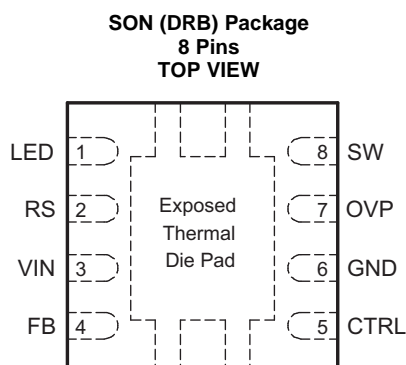 SON (DRB) Package
8 Pins
TOP VIEW
LED 1 8 SW
RS 2 7 OVP
Exposed
Thermal
Die Pad
VIN 3 6 GND
FB 4 5 CTRL